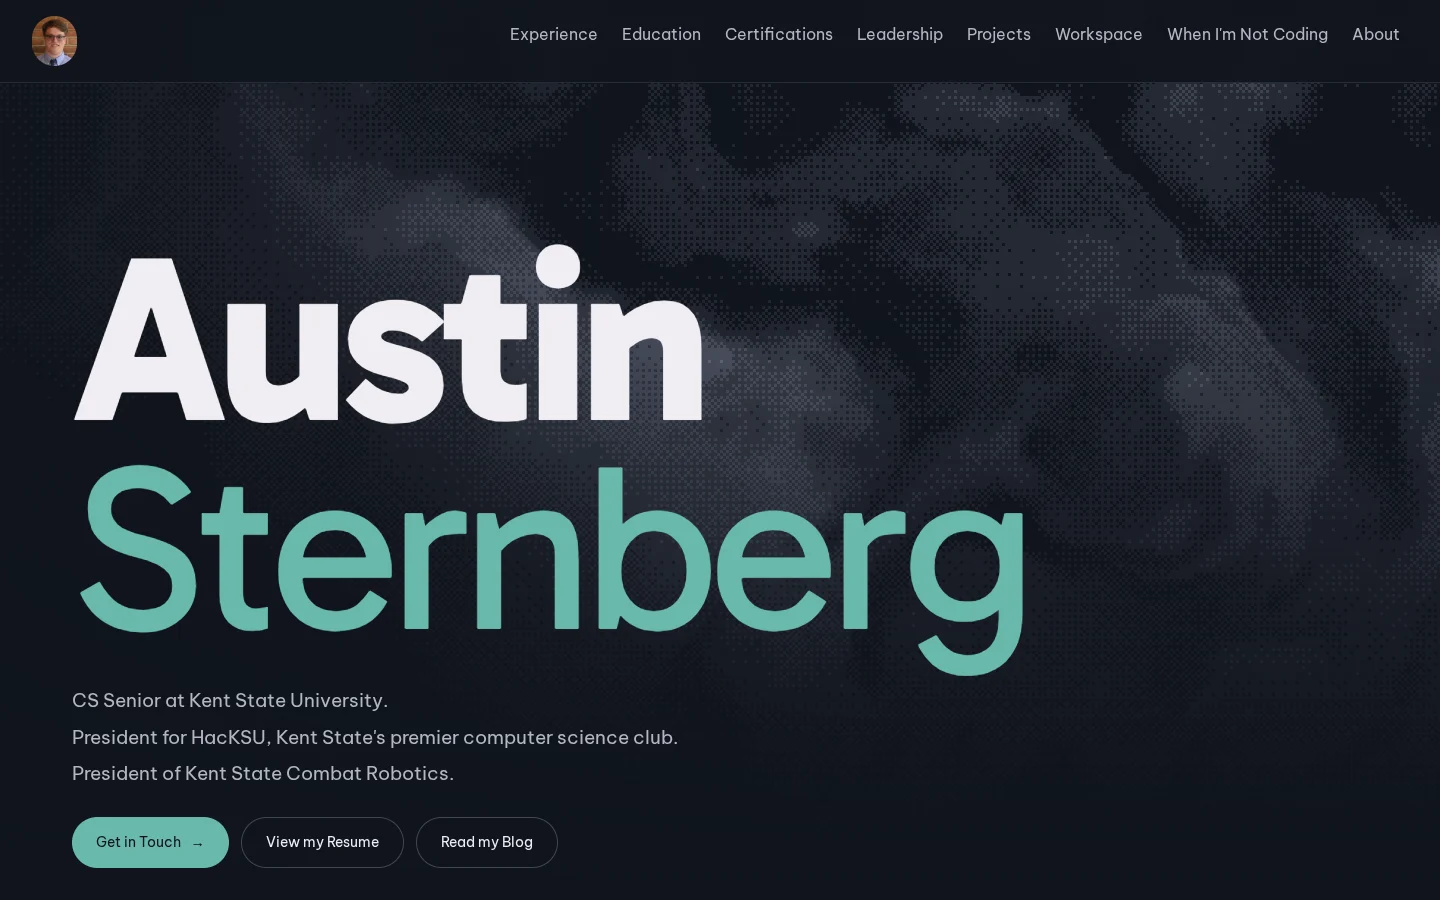 Experience Education Certifications Leadership Projects Workspace When I'm Not Coding About
Austin
Sternberg
CS Senior at Kent State University.
President for HacKSU, Kent State's premier computer science club.
President of Kent State Combat Robotics.
Get in Touch → View my Resume Read my Blog